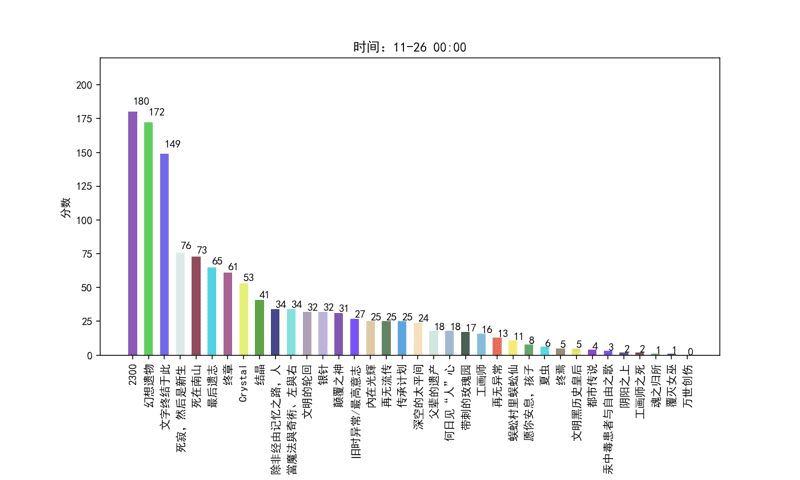 时间：11-26 00:00
分数
200
175
150
125
100
75
50
25
0
180
172
149
76
73
65
61
53
41
34
34
32
32
31
27
25
25
25
24
18
18
17
16
13
11
8
6
5
5
4
3
2
2
1
1
0
2300
幻想遗物
文字终结于此
死寂，然后是新生
死在南山
最后遗志
终章
Crystal
结晶
除非经由记忆之路，人
當魔法與奇術、左與右
文明的轮回
银针
颠覆之神
旧时异常/最高意志
內在光輝
再无流传
传承计划
深空的太平间
父辈的遗产
何日见“人”心
带刺的玫瑰园
工画师
再无异常
蜈蚣村里蜈蚣仙
愿你安息，孩子
夏虫
终焉
文明黑历史皇后
都市传说
汞中毒患者与自由之歌
阴阳之上
工画师之死
魂之归所
覆灭女巫
万世创伤